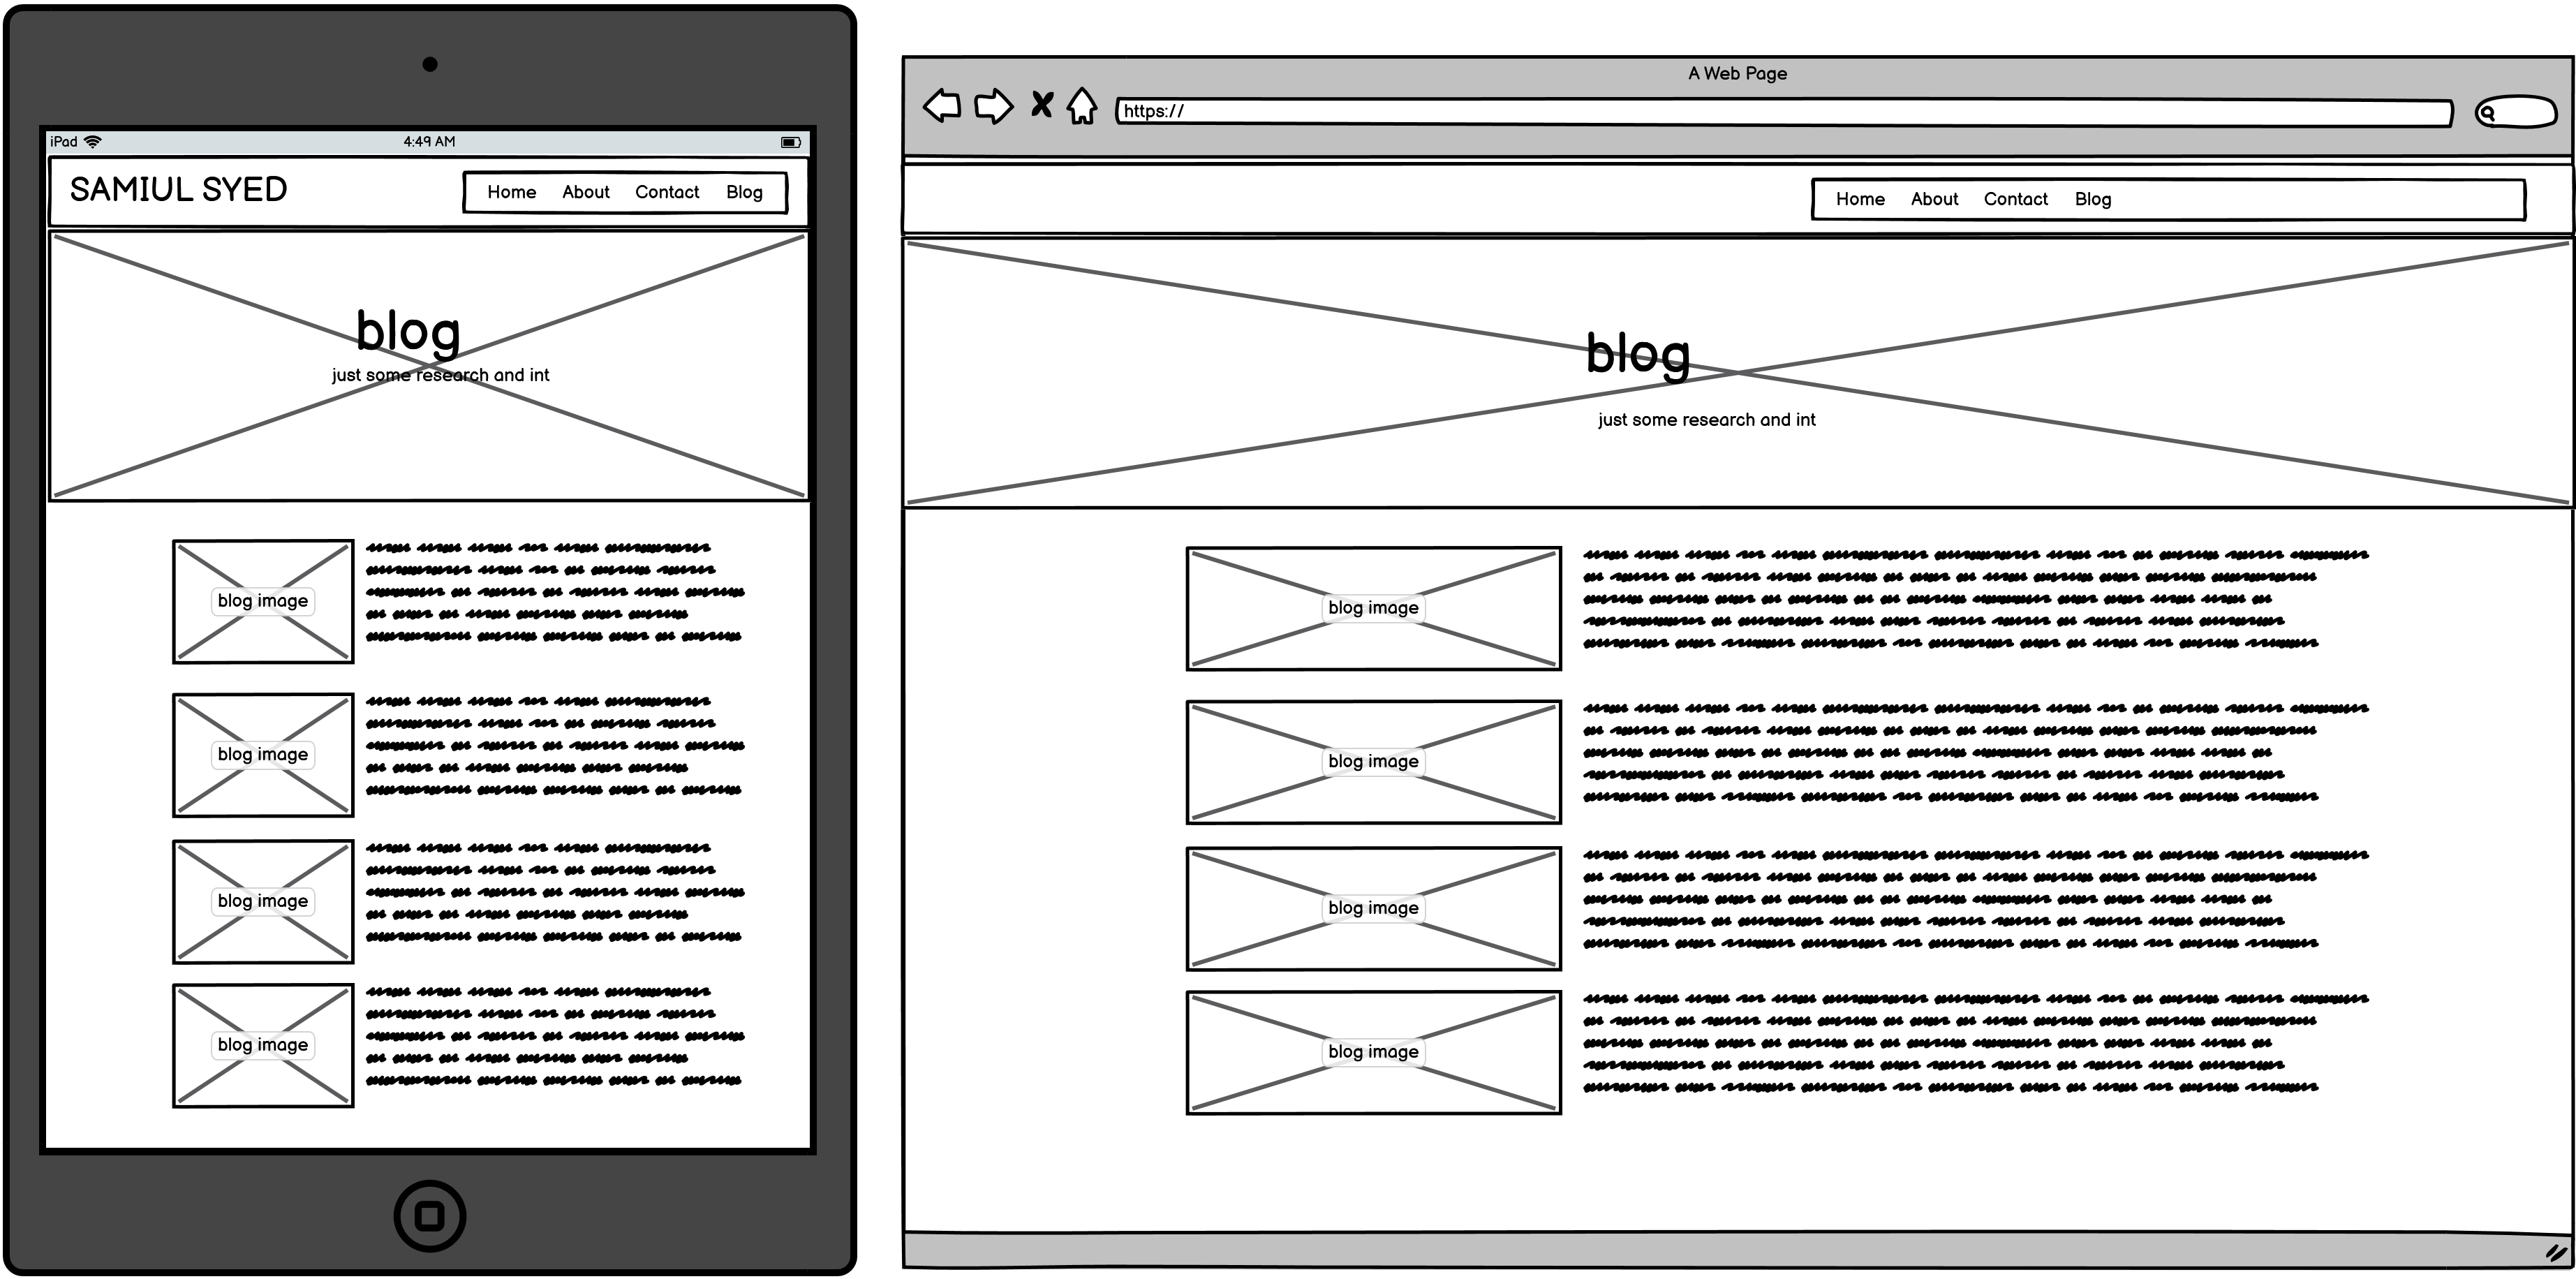 iPad
4:49 AM
SAMIUL SYED
Home About Contact Blog
blog
just some research and int
blog image
blog image
blog image
blog image
A Web Page
https://
Home About Contact Blog
blog
just some research and int
blog image
blog image
blog image
blog image